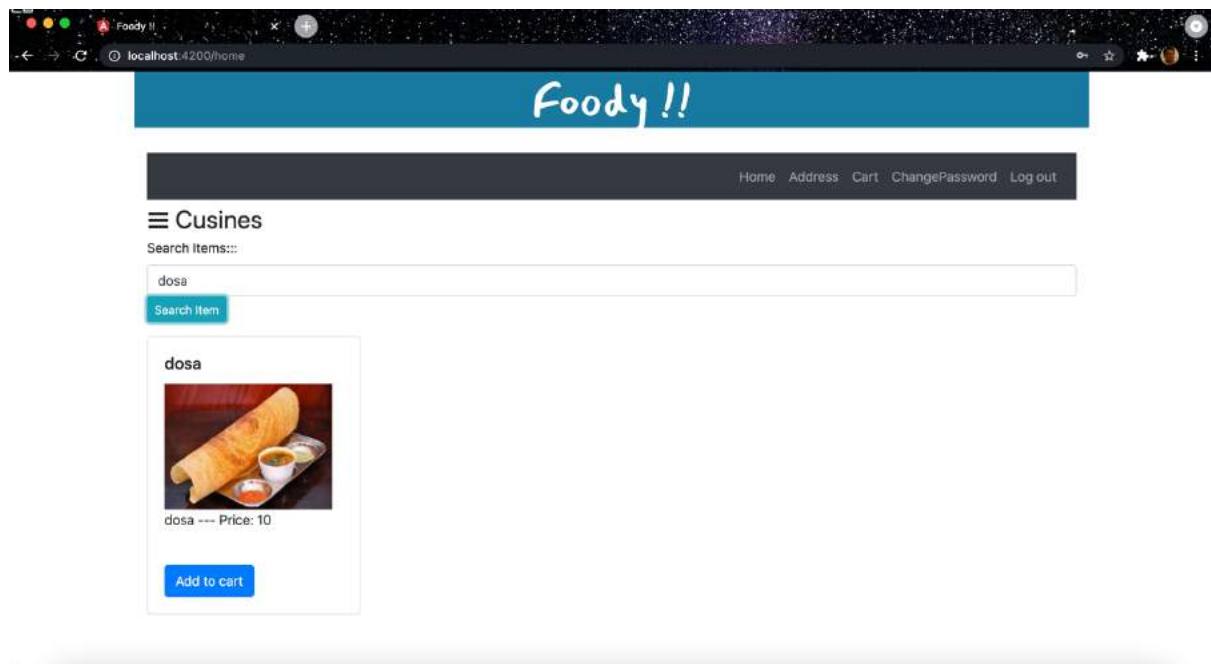 Foody !!
localhost:4200/home
Foody !!
Home Address Cart ChangePassword Log out
Cusines
Search Items:::
dosa
Search Item
dosa
dosa --- Price: 10
Add to cart